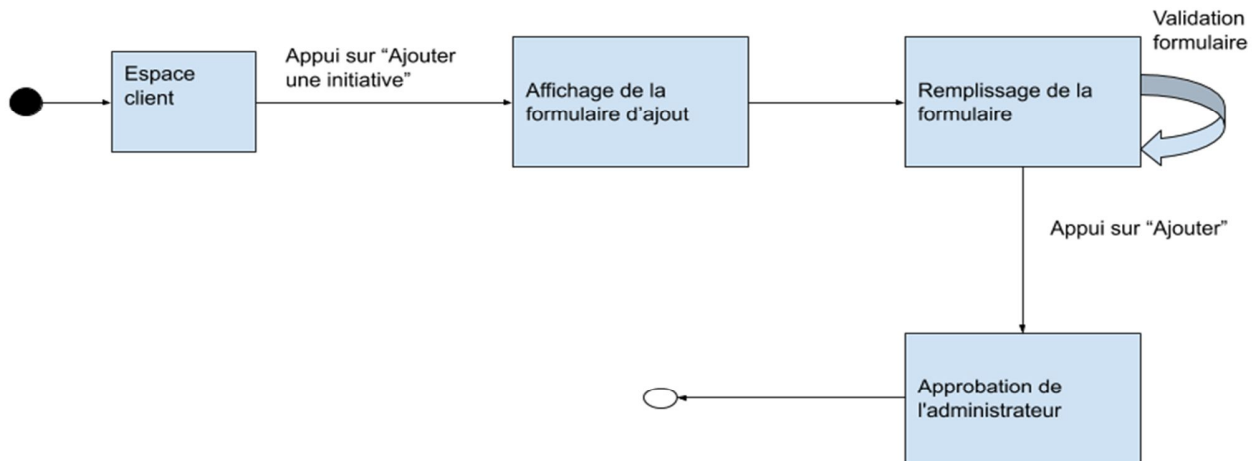 Espace
client
Appui sur “Ajouter
une initiative”
Affichage de la
formulaire d'ajout
Remplissage de la
formulaire
Validation
formulaire
Appui sur “Ajouter”
Approbation de
l'administrateur